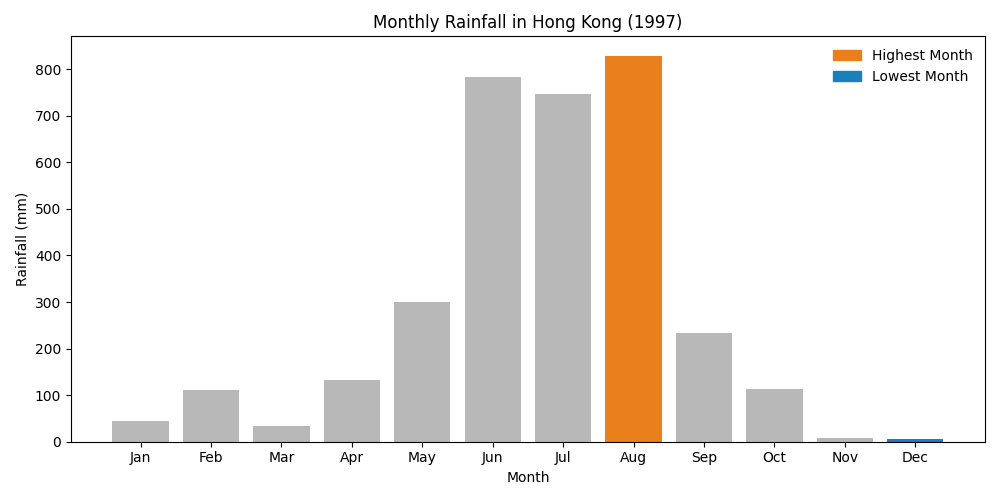 Monthly Rainfall in Hong Kong (1997)
Highest Month
Lowest Month
Rainfall (mm)
800
700
600
500
400
300
200
100
0
Jan Feb Mar Apr May Jun Jul Aug Sep Oct Nov Dec
Month